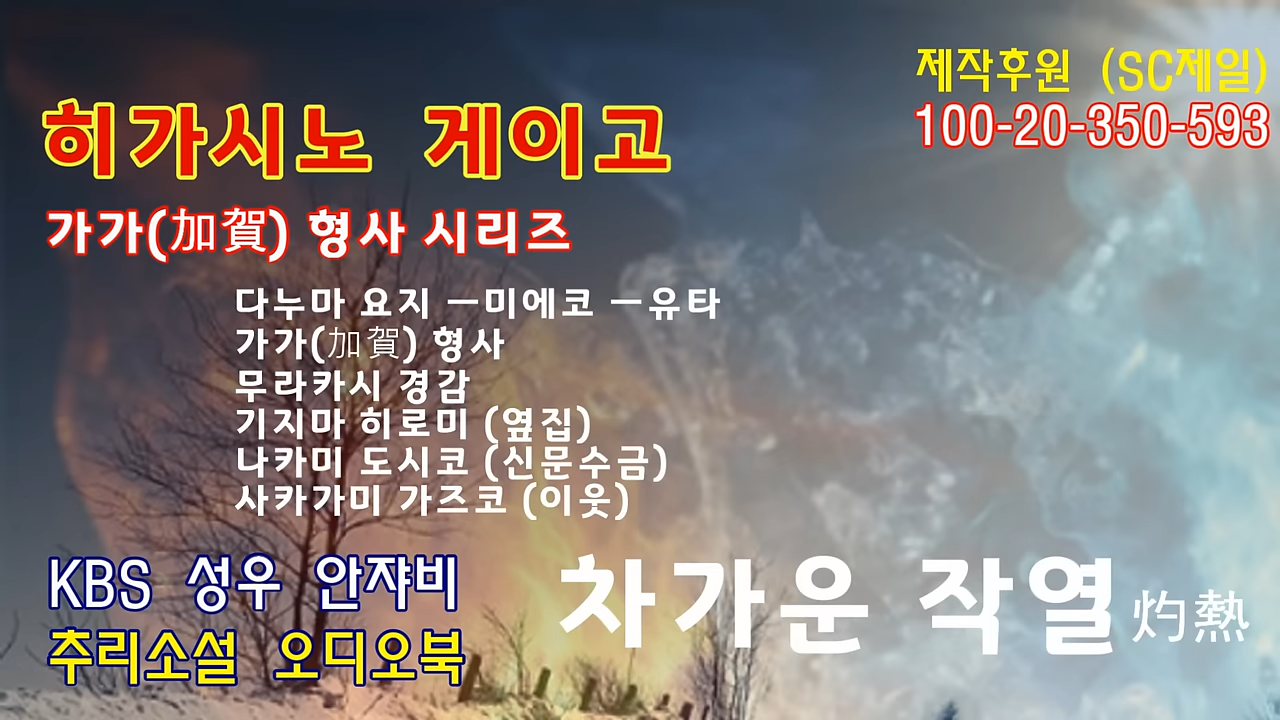 제작후원 (SC제일)
100-20-350-593
히가시노 게이고
가가(加賀) 형사 시리즈
다누마 요지 ㅡ미에코 ㅡ유타
가가(加賀) 형사
무라카시 경감
기지마 히로미 (옆집)
나카미 도시코 (신문수금)
사카가미 가즈코 (이웃)
KBS 성우 안쟈비
추리소설 오디오북
차가운 작열 灼熱